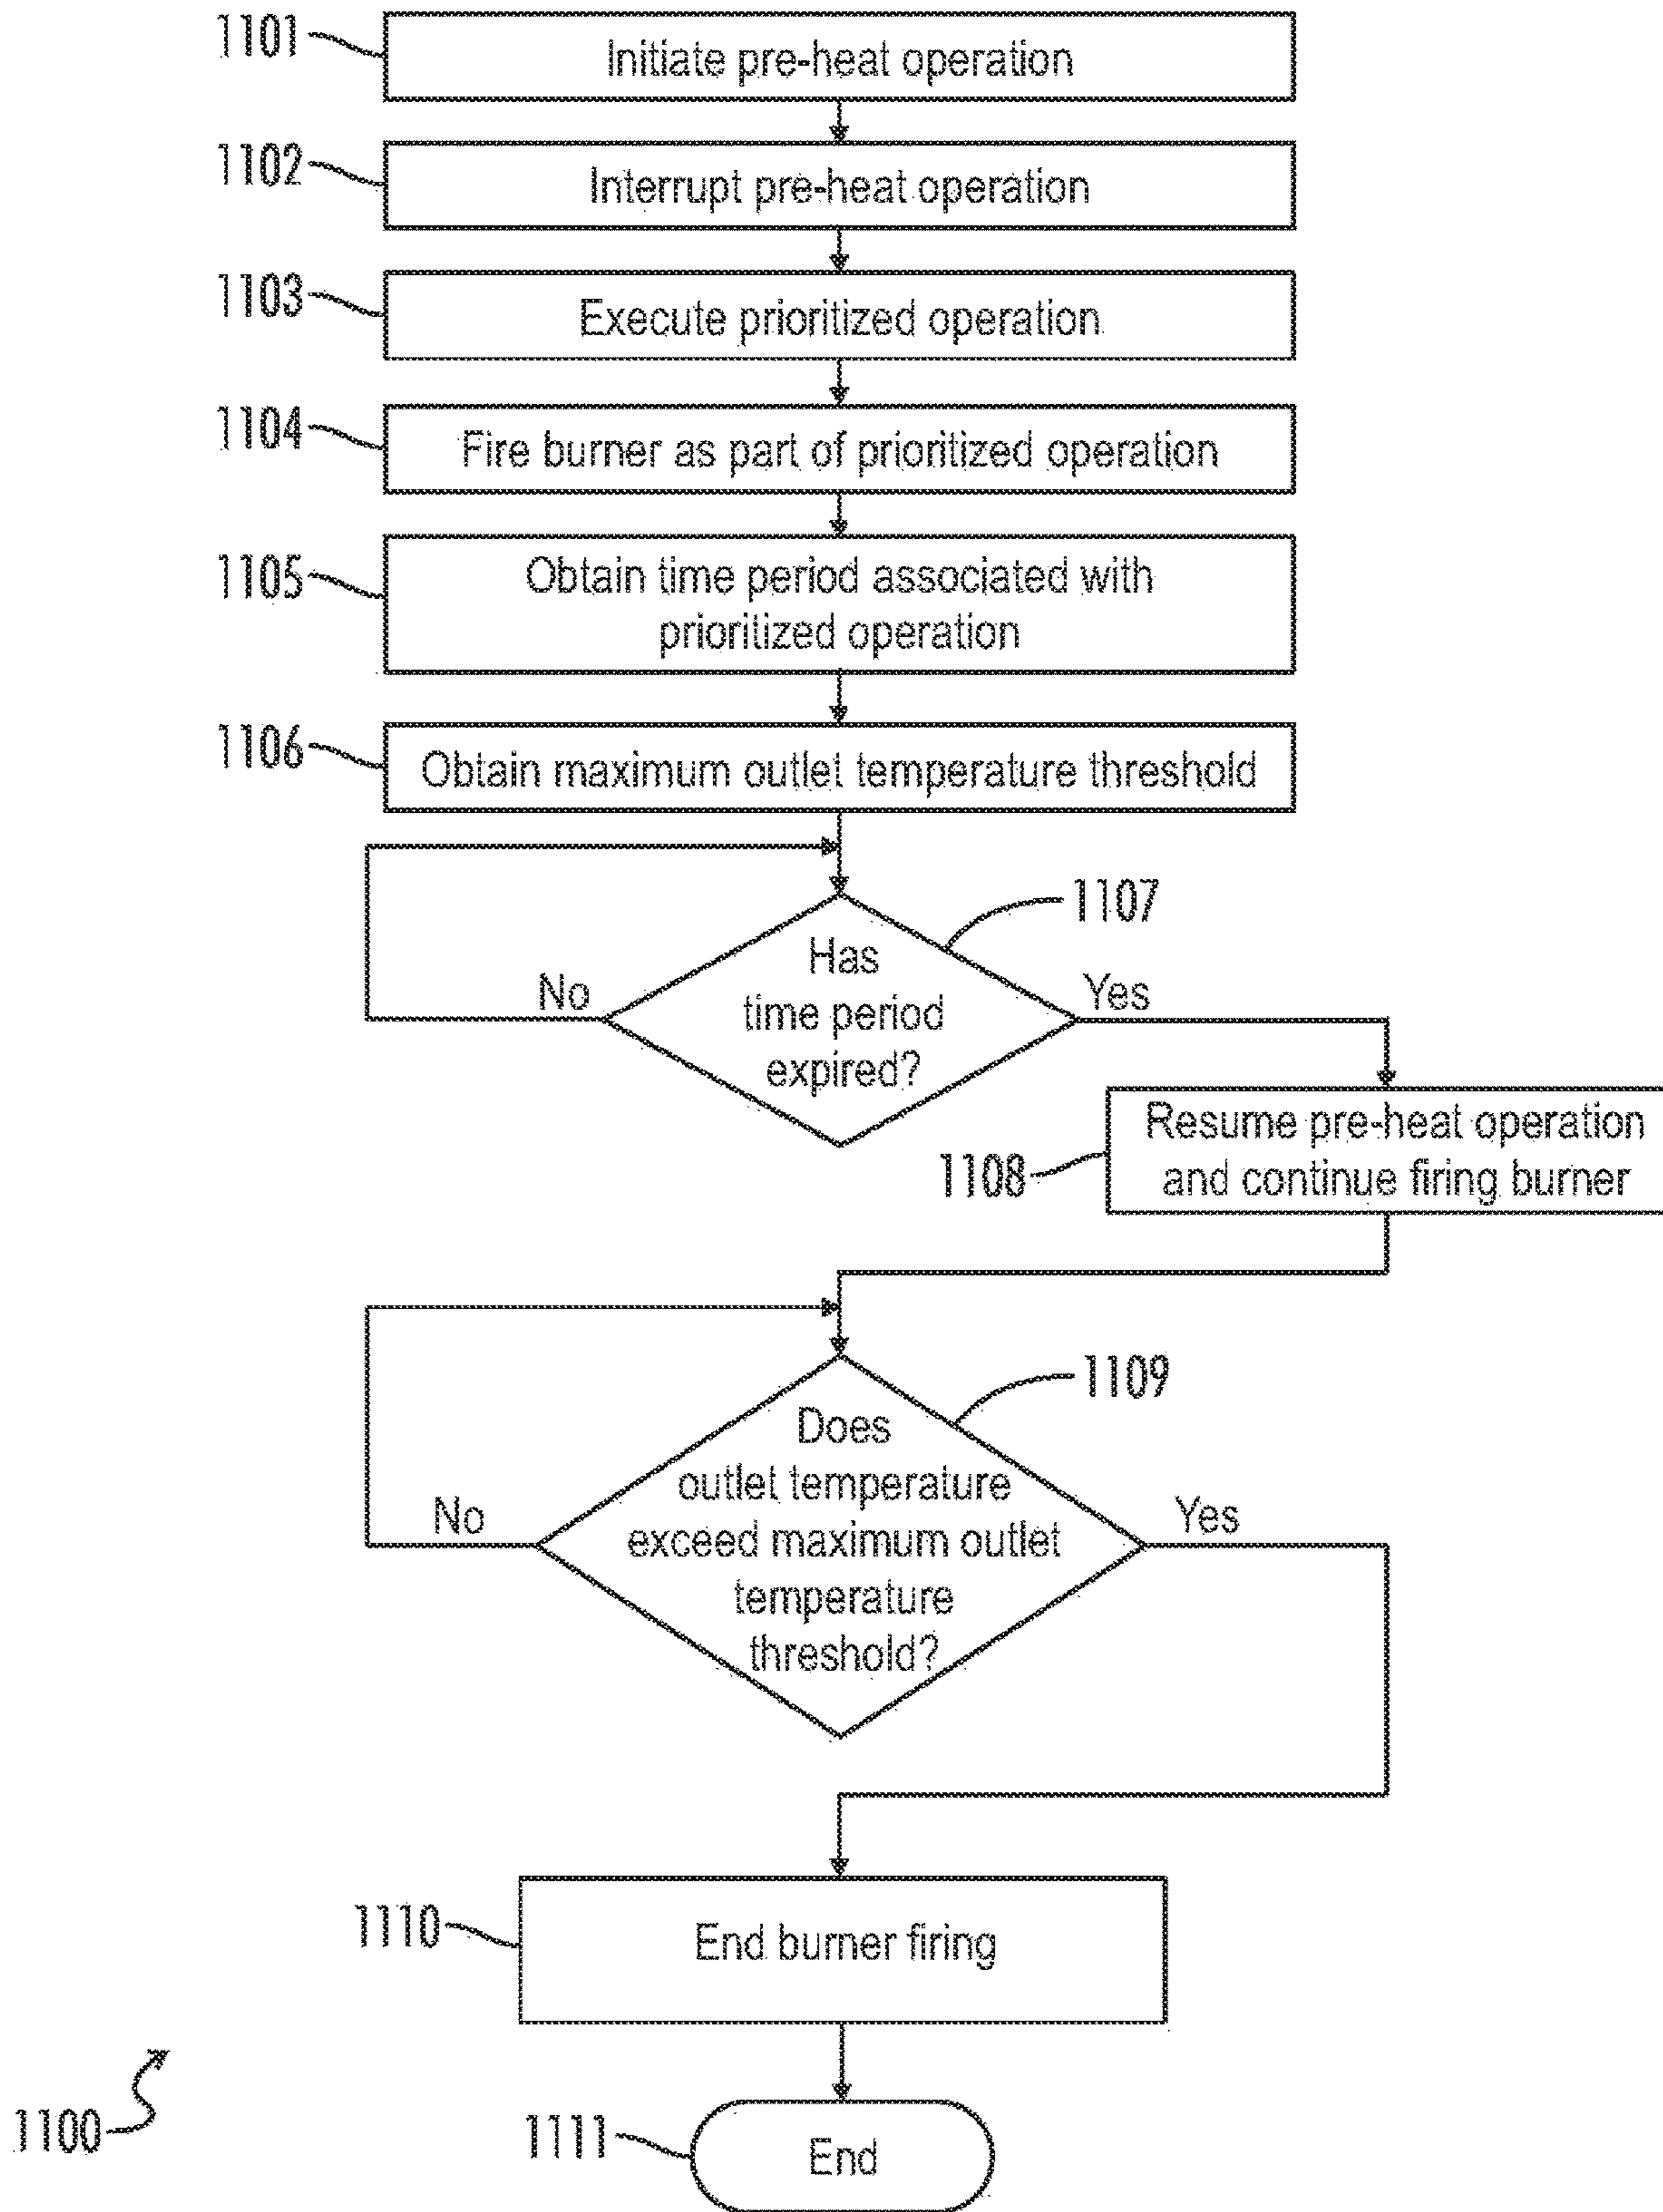 1101
Initiate pre-heat operation
1102
Interrupt pre-heat operation
1103
Execute prioritized operation
1104
Fire burner as part of prioritized operation
1105
Obtain time period associated with
prioritized operation
1106
Obtain maximum outlet temperature threshold
1107
Has
time period
expired?
No
Yes
1108
Resume pre-heat operation
and continue firing burner
1109
Does
outlet temperature
exceed maximum outlet
temperature
threshold?
No
Yes
1110
End burner firing
1100
1111
End